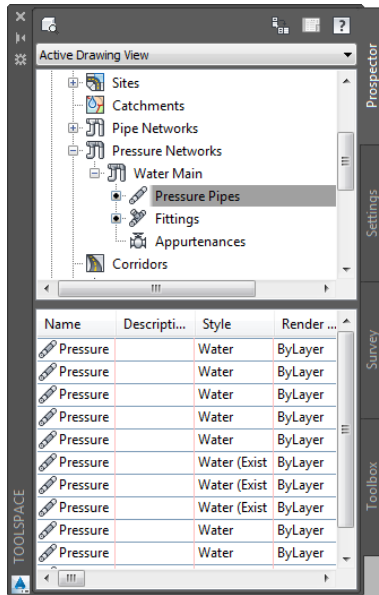 ?
Active Drawing View
Sites
Catchments
Pipe Networks
Pressure Networks
Water Main
Pressure Pipes
Fittings
Appurtenances
Corridors
Name Descripti... Style Render ...
Pressure Water ByLayer
Pressure Water ByLayer
Pressure Water ByLayer
Pressure Water ByLayer
Pressure Water ByLayer
Pressure Water (Exist ByLayer
Pressure Water (Exist ByLayer
Pressure Water (Exist ByLayer
Pressure Water ByLayer
Pressure Water ByLayer
Prospector
Settings
Survey
Toolbox
TOOLSPACE